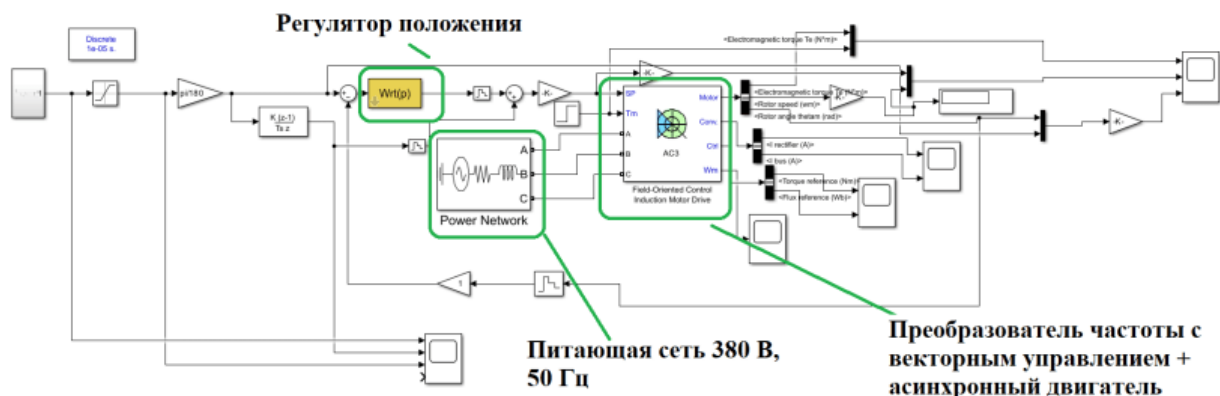 Регулятор положения
Discrete
1e-05 s.
pi/180
Wrt(p)
-K-
-K-
<Electromagnetic torque Te (N*m)>
K (z-1)
Ts z
SP
Tm
A
B
C
Motor
Conv.
Ctrl
Wm
AC3
Field-Oriented Control
Induction Motor Drive
<Electromagnetic torque Te (N*m)>
-K-
<Rotor speed (wm)>
<Rotor angle thetam (rad)>
-K-
<I rectifier (A)>
<I bus (A)>
<Torque reference (Nm)>
<Flux reference (Wb)>
A
B
C
Power Network
1
Питающая сеть 380 В,
50 Гц
Преобразователь частоты с
векторным управлением +
асинхронный двигатель